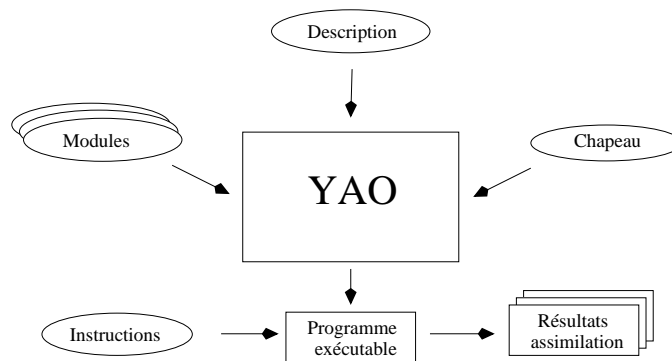 Description
Modules
Chapeau
YAO
Instructions
Programme
exécutable
Résultats
assimilation